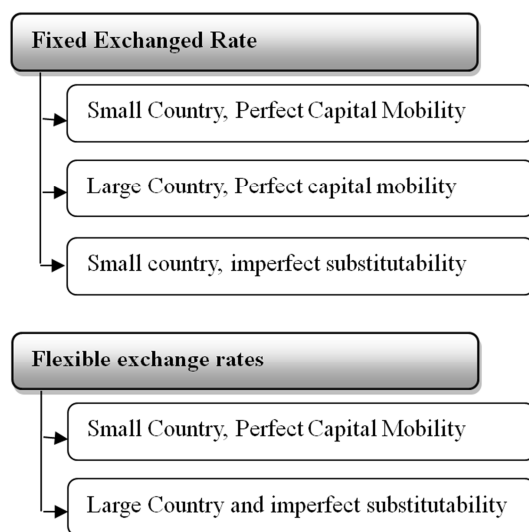 Fixed Exchanged Rate
Small Country, Perfect Capital Mobility
Large Country, Perfect capital mobility
Small country, imperfect substitutability
Flexible exchange rates
Small Country, Perfect Capital Mobility
Large Country and imperfect substitutability